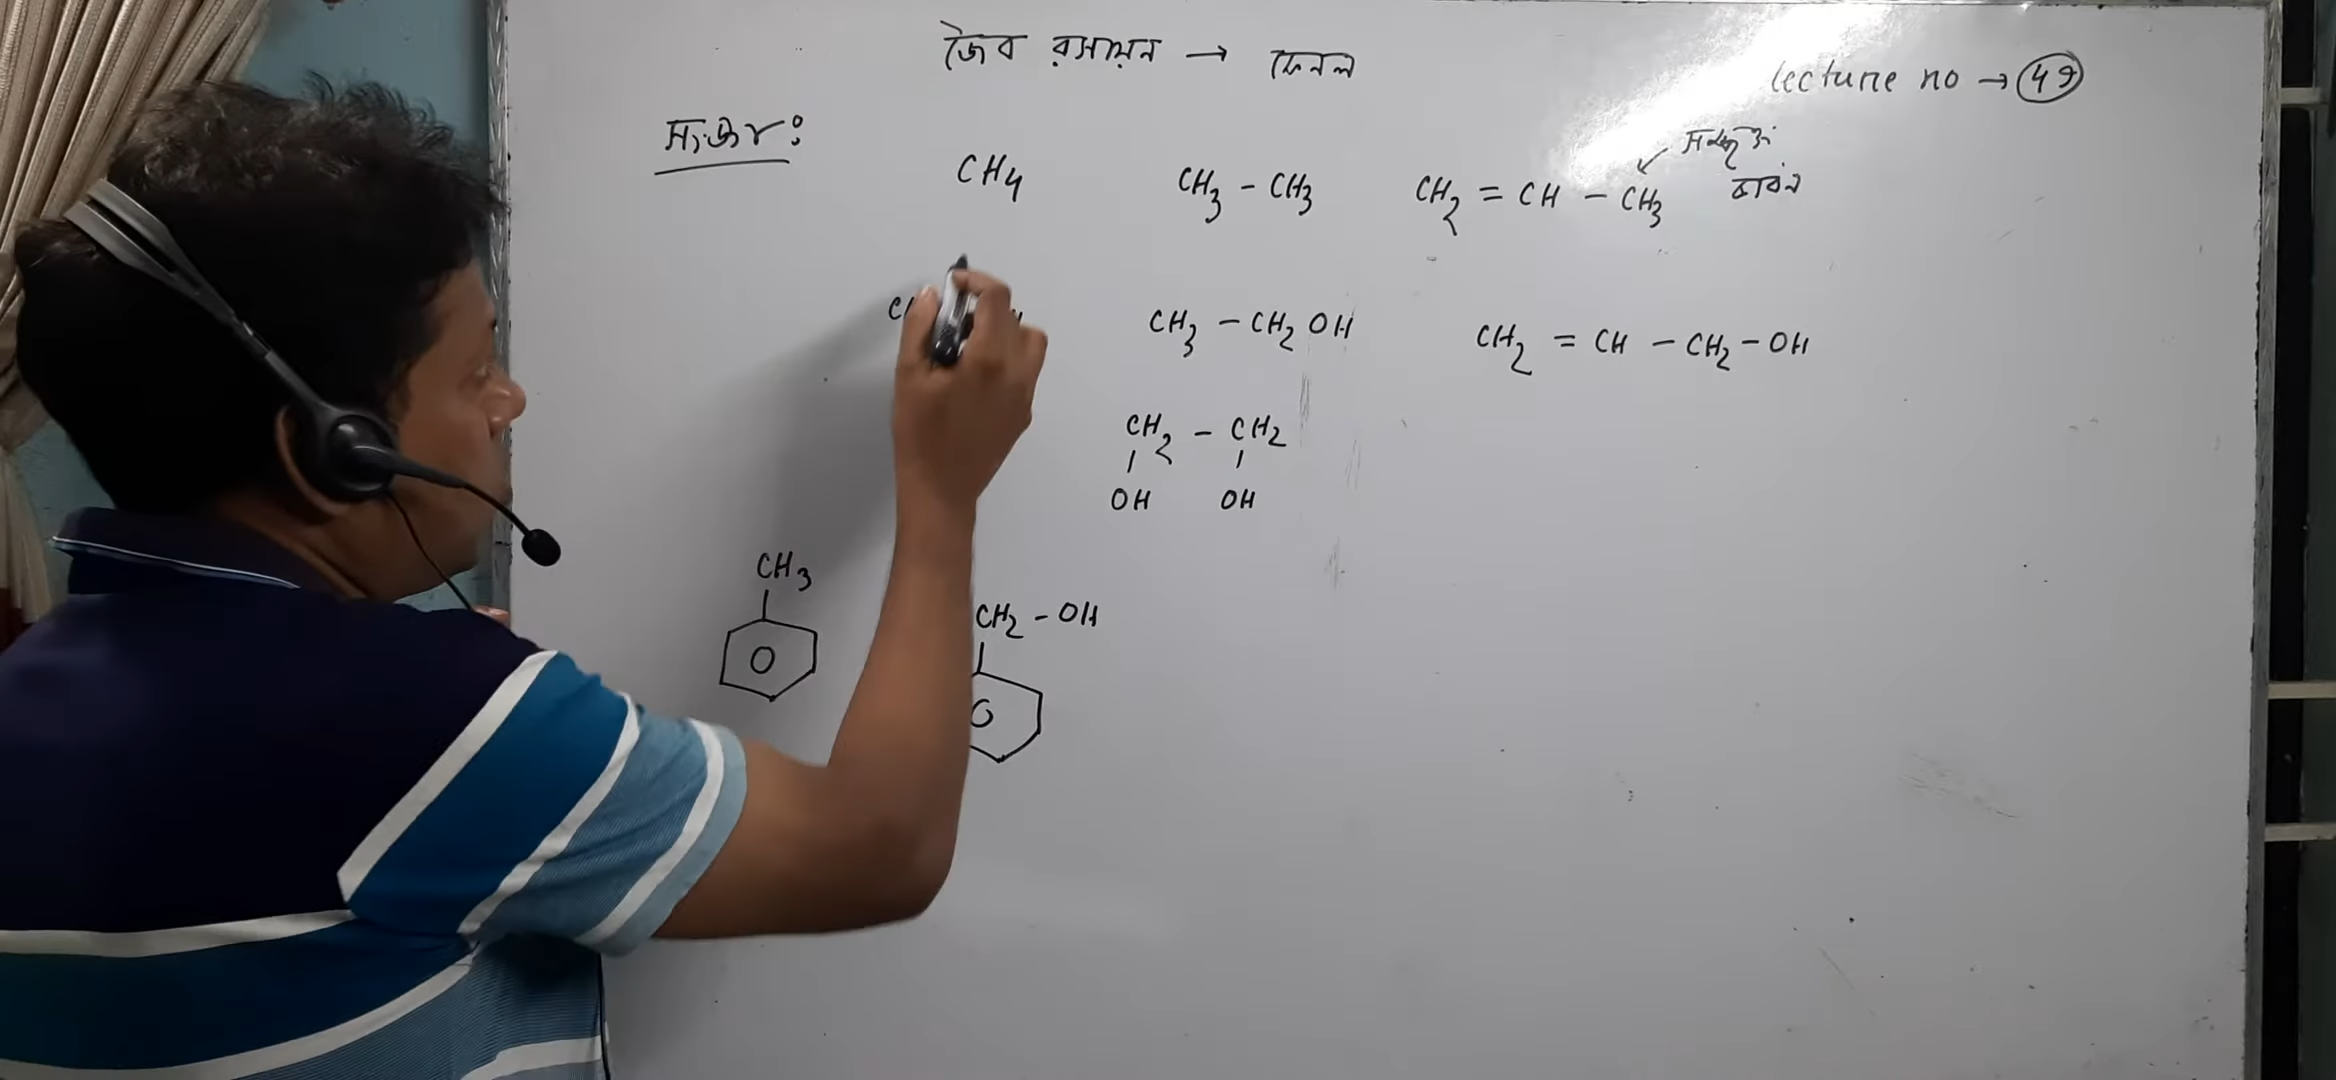 জৈব রসায়ন → ফেনল
Lecture no → 49
সংজ্ঞা:
CH4 CH3 - CH3 CH2 = CH - CH3
সম্পৃক্ত
কার্বন
CH3 - CH2 OH CH2 = CH - CH2 - OH
CH2 - CH2
OH OH
CH3
CH2 - OH